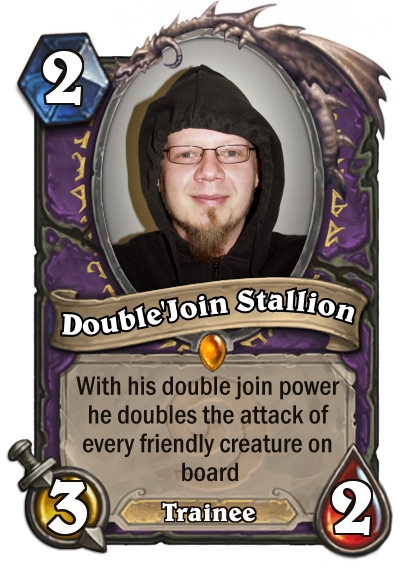 2
Double'Join Stallion
With his double join power
he doubles the attack of
every friendly creature on
board
3
Trainee
2